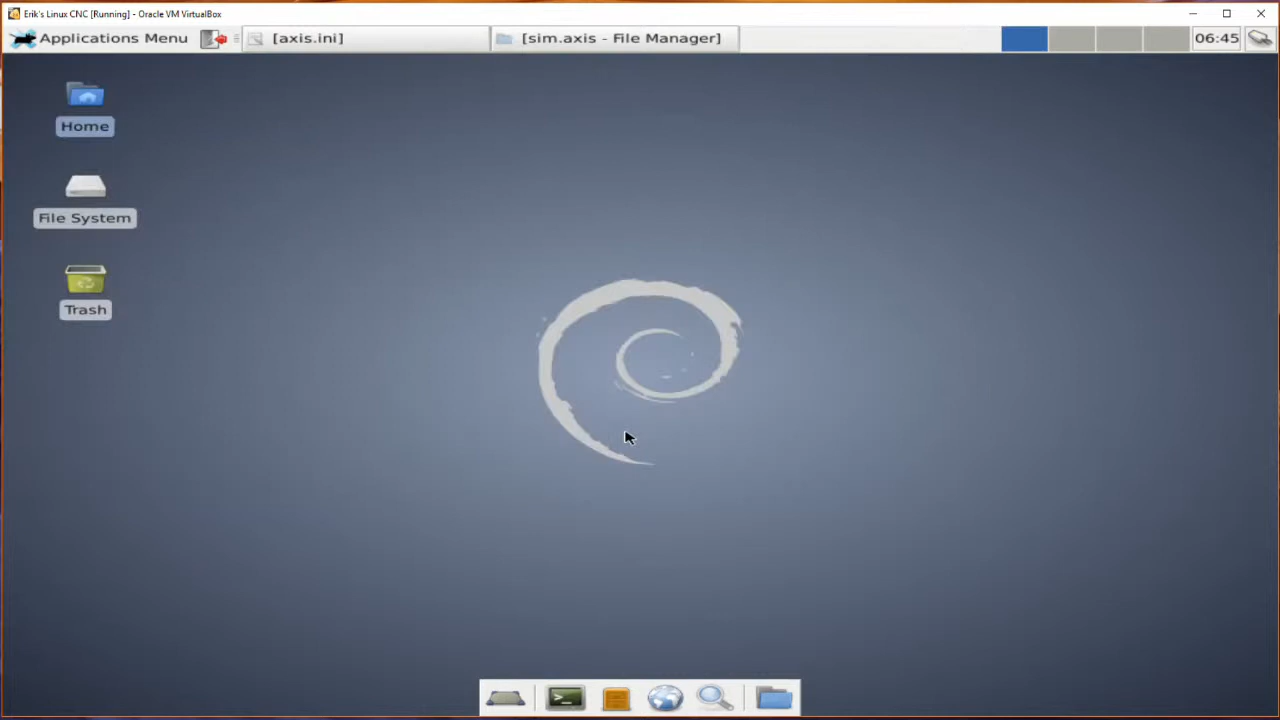 Erik's Linux CNC [Running] - Oracle VM VirtualBox
Applications Menu
[axis.ini]
[sim.axis - File Manager]
06:45
Home
File System
Trash
>_